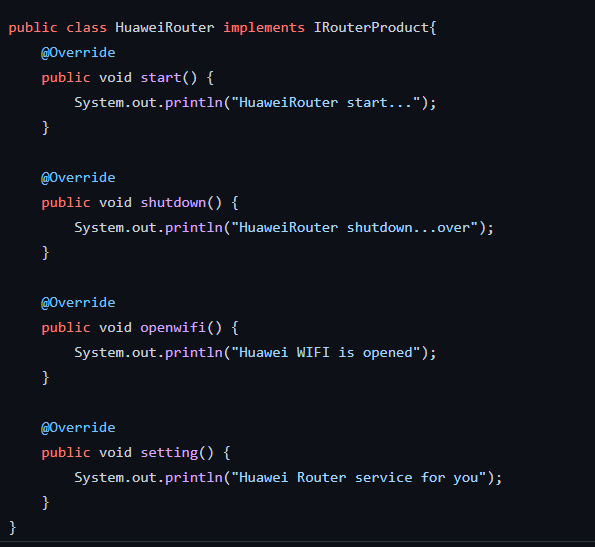 public class HuaweiRouter implements IRouterProduct{
    @Override
    public void start() {
        System.out.println("HuaweiRouter start...");
    }

    @Override
    public void shutdown() {
        System.out.println("HuaweiRouter shutdown...over");
    }

    @Override
    public void openwifi() {
        System.out.println("Huawei WIFI is opened");
    }

    @Override
    public void setting() {
        System.out.println("Huawei Router service for you");
    }
}